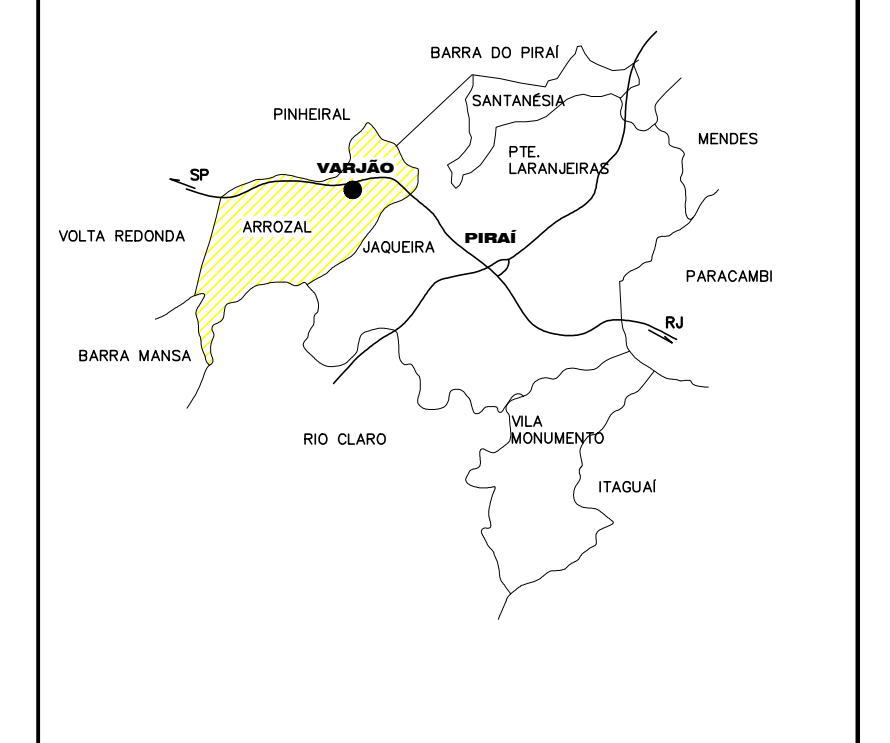 BARRA DO PIRAÍ
SANTANÉSIA
PINHEIRAL
MENDES
PTE.
LARANJEIRAS
VARJÃO
SP
ARROZAL
VOLTA REDONDA
JAQUEIRA
PIRAÍ
PARACAMBI
RJ
BARRA MANSA
VILA
MONUMENTO
RIO CLARO
ITAGUAÍ